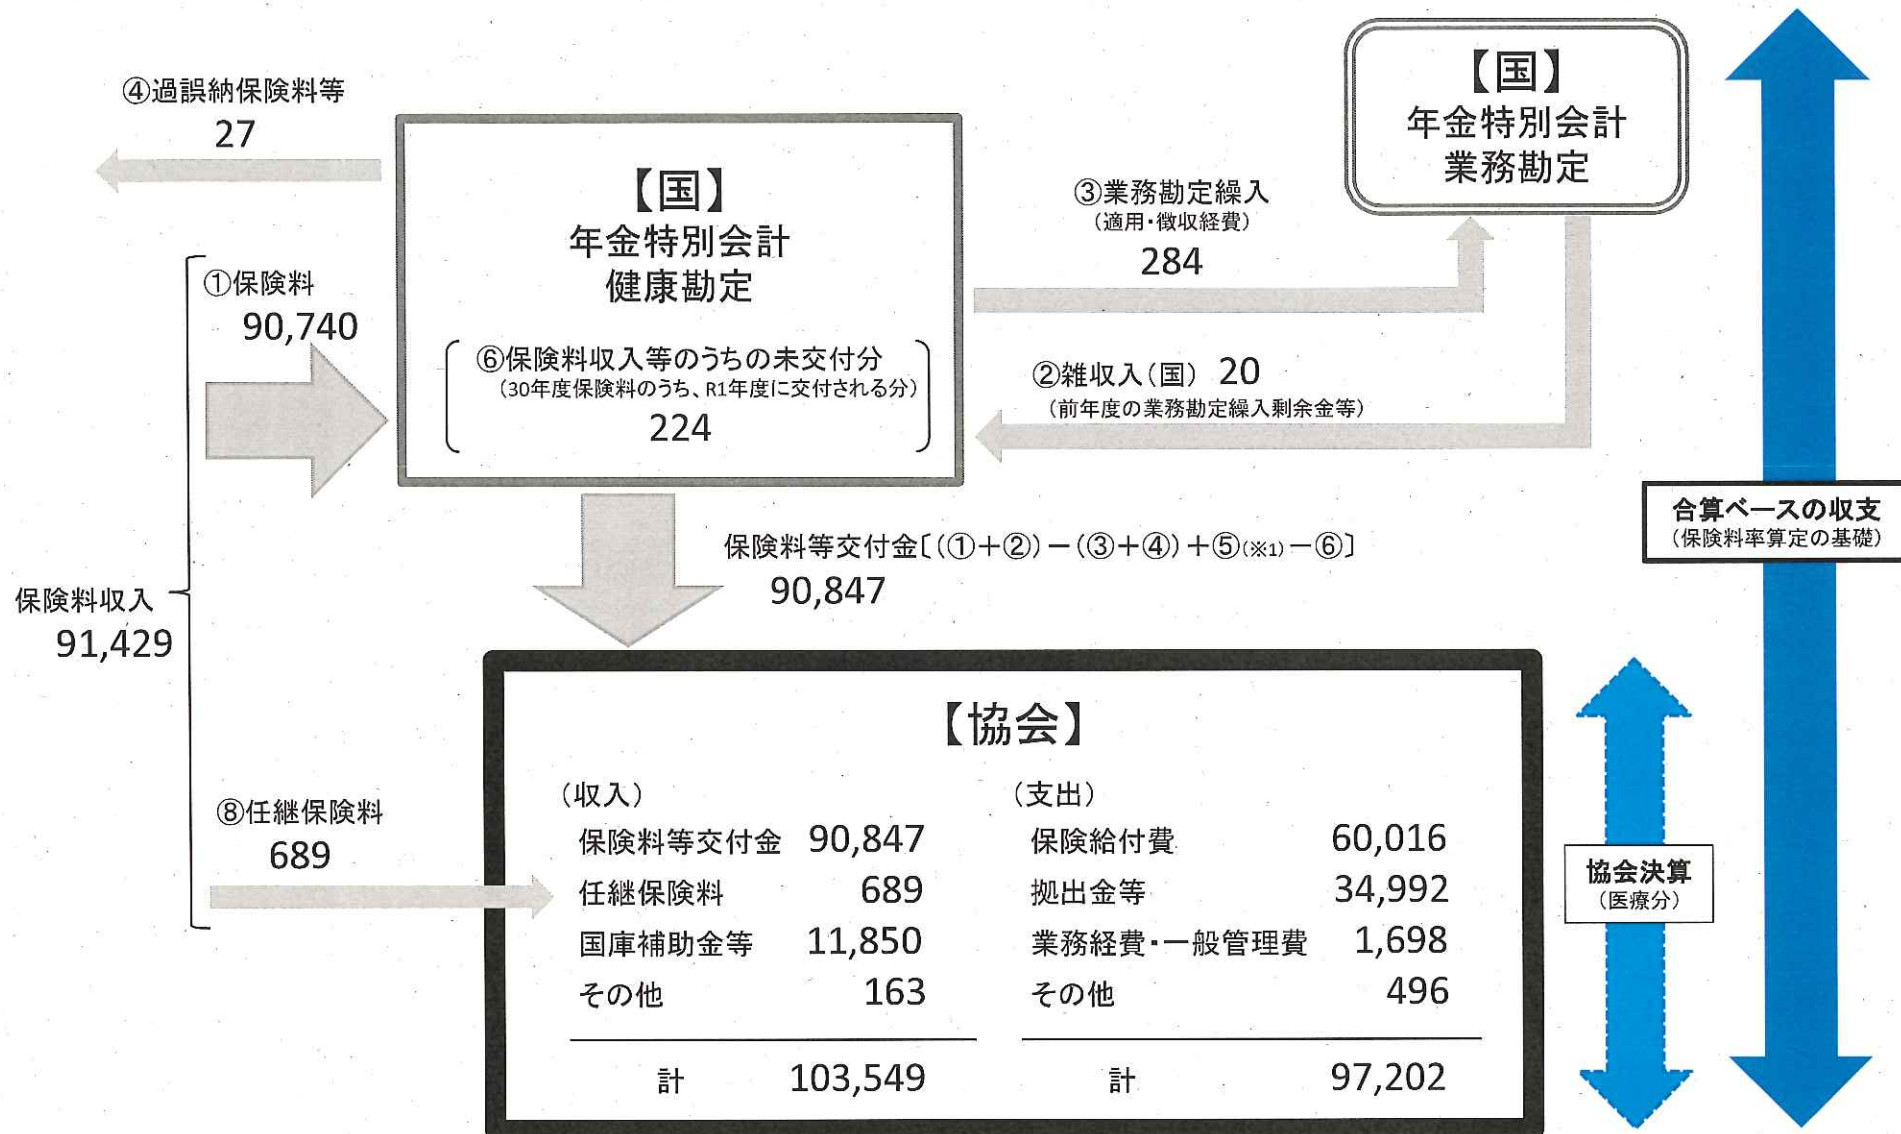 ④過誤納保険料等
27
【国】
年金特別会計
健康勘定
⑥保険料収入等のうちの未交付分
(30年度保険料のうち、R1年度に交付される分)
224
【国】
年金特別会計
業務勘定
③業務勘定繰入
(適用・徴収経費)
284
②雑収入(国) 20
(前年度の業務勘定繰入剰余金等)
①保険料
90,740
保険料収入
91,429
保険料等交付金〔(①+②)-(③+④)+⑤(※1)-⑥〕
90,847
合算ベースの収支
(保険料率算定の基礎)
⑧任継保険料
689
【協会】
(収入)
保険料等交付金 90,847
任継保険料 689
国庫補助金等 11,850
その他 163
計 103,549
(支出)
保険給付費 60,016
拠出金等 34,992
業務経費・一般管理費 1,698
その他 496
計 97,202
協会決算
(医療分)